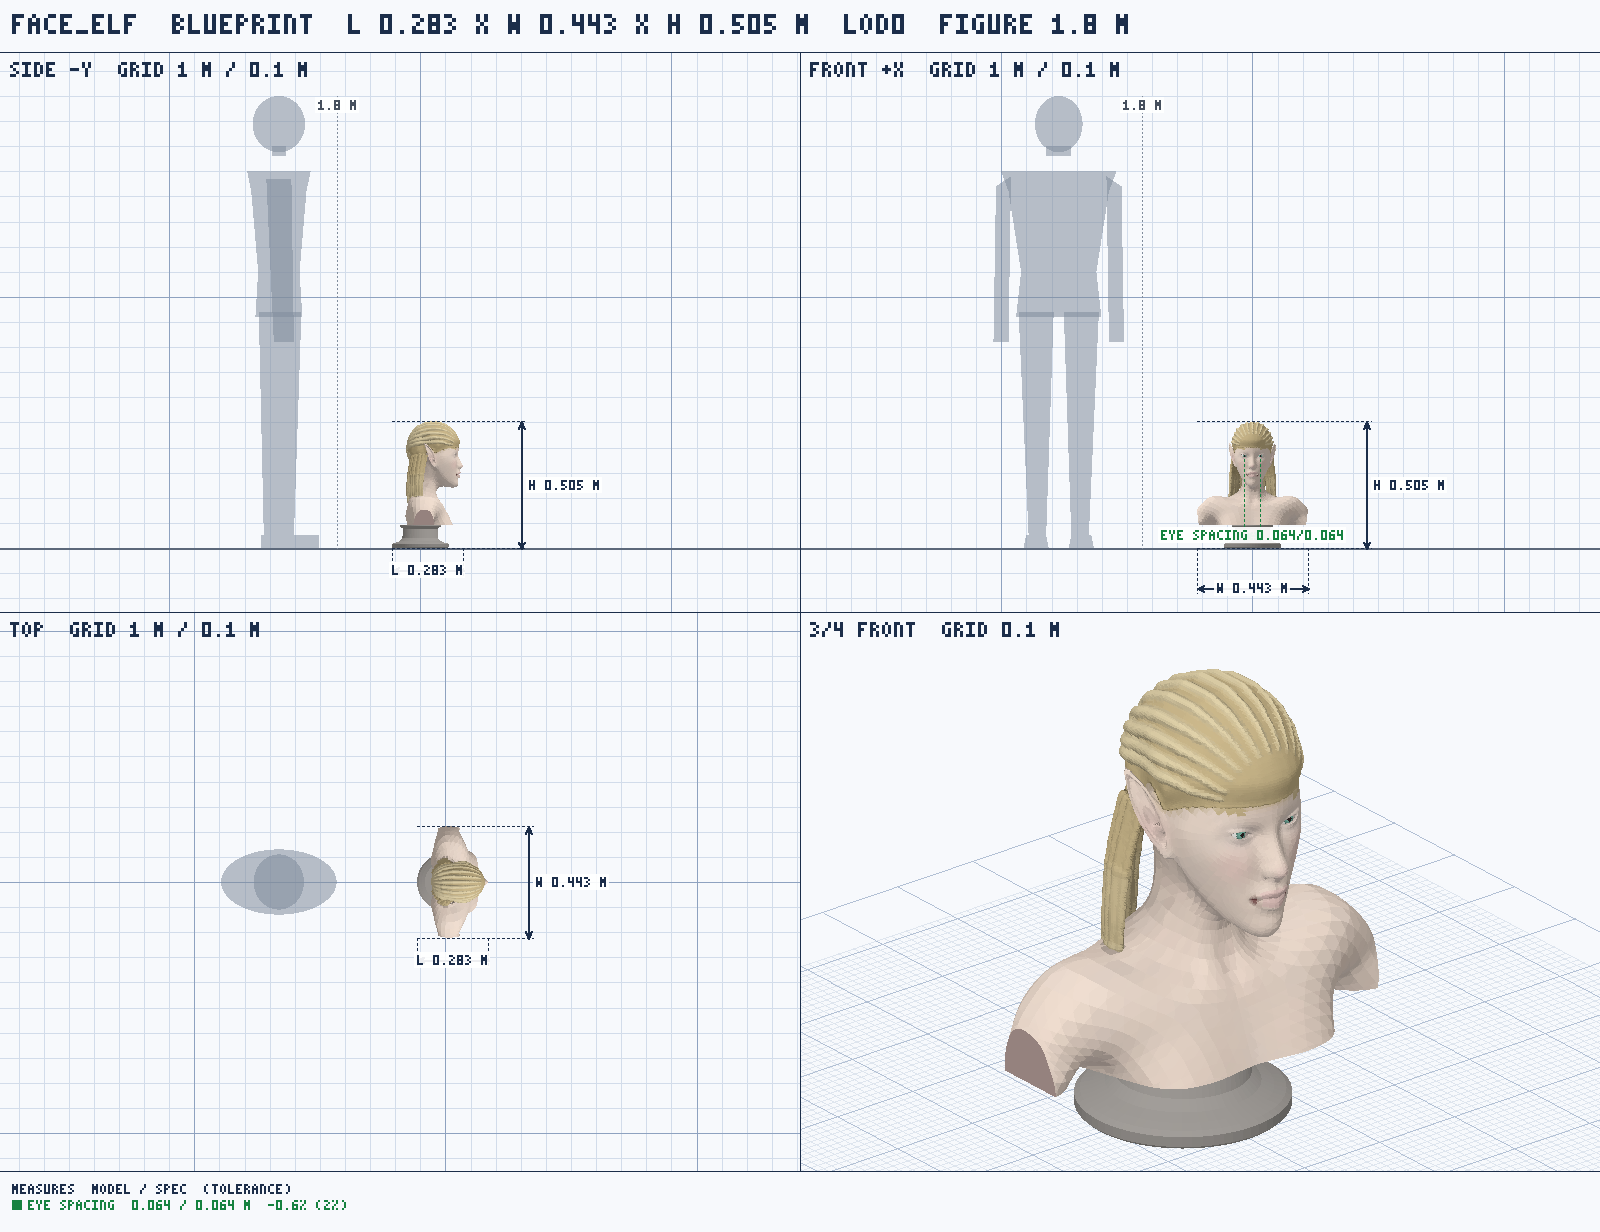 FACE_ELF BLUEPRINT L 0.283 X W 0.443 X H 0.505 M LOD0 FIGURE 1.8 M
SIDE -Y GRID 1 M / 0.1 M
1.8 M
H 0.505 M
L 0.283 M
FRONT +X GRID 1 M / 0.1 M
1.8 M
H 0.505 M
EYE SPACING 0.064/0.064
W 0.443 M
TOP GRID 1 M / 0.1 M
W 0.443 M
L 0.283 M
3/4 FRONT GRID 0.1 M
MEASURES MODEL / SPEC (TOLERANCE)
EYE SPACING 0.064 / 0.064 M -0.6% (2%)